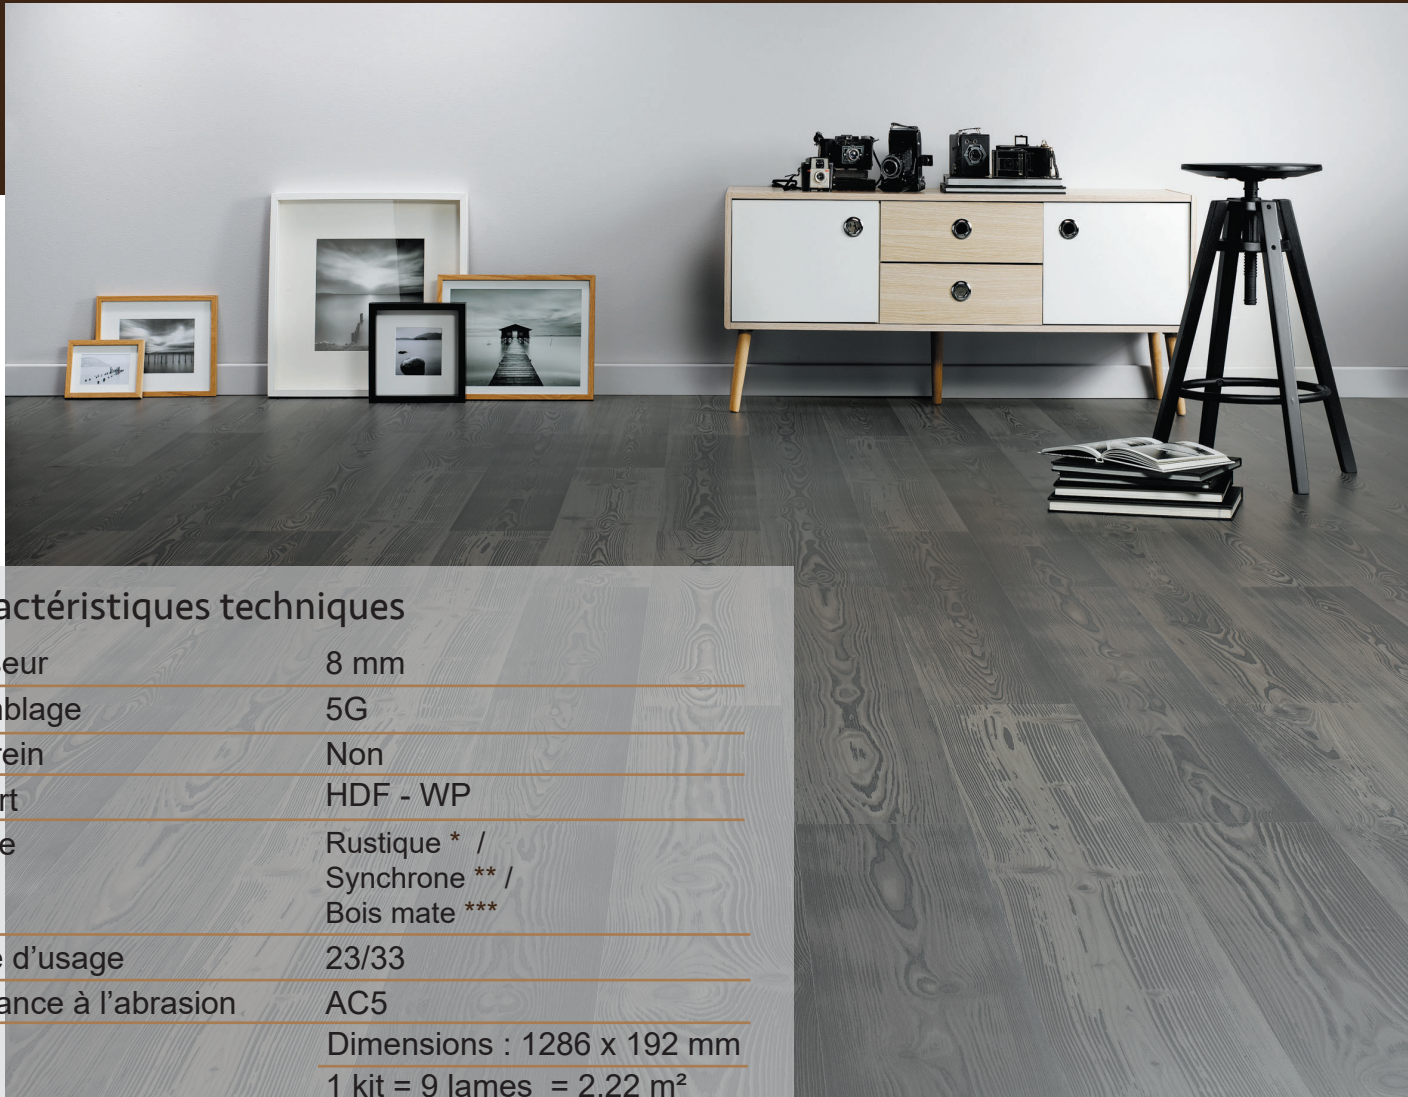 actéristiques techniques
eur 8 mm
blage 5G
rein Non
rt HDF - WP
e Rustique * /
Synchrone ** /
Bois mate ***
d’usage 23/33
ance à l’abrasion AC5
Dimensions : 1286 x 192 mm
1 kit = 9 lames = 2,22 m²